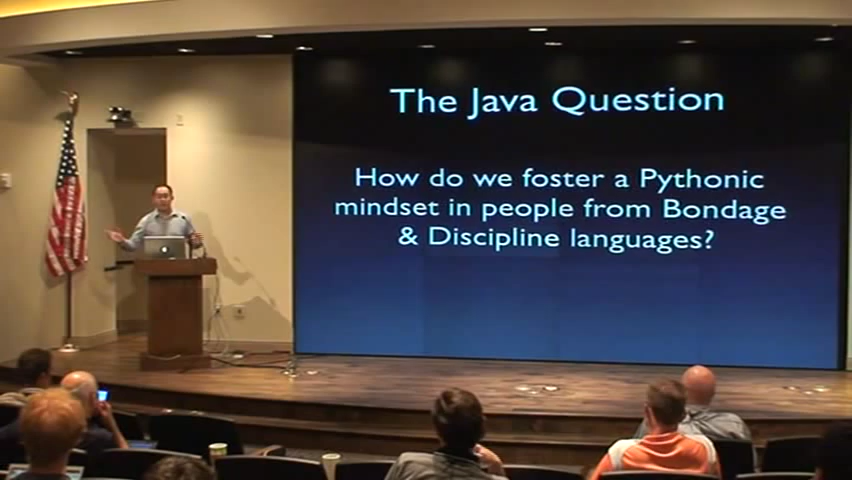 The Java Question
How do we foster a Pythonic
mindset in people from Bondage
& Discipline languages?